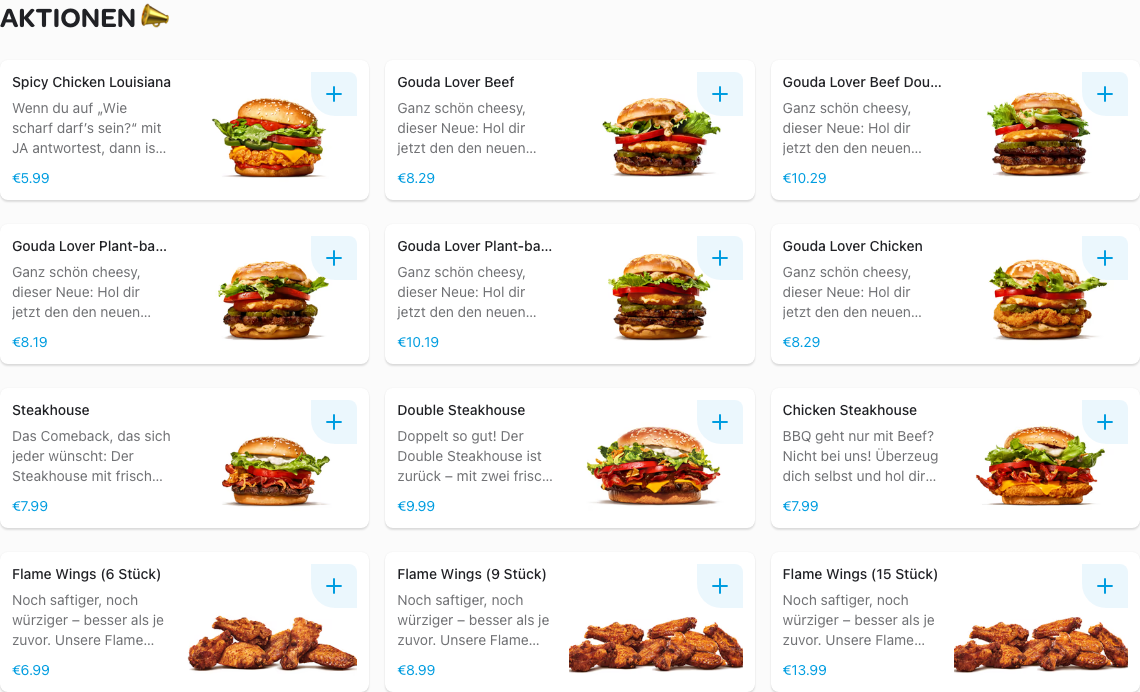 AKTIONEN
Spicy Chicken Louisiana
Wenn du auf „Wie
scharf darf’s sein?“ mit
JA antwortest, dann is...
€5.99
Gouda Lover Beef
Ganz schön cheesy,
dieser Neue: Hol dir
jetzt den den neuen...
€8.29
Gouda Lover Beef Dou...
Ganz schön cheesy,
dieser Neue: Hol dir
jetzt den den neuen...
€10.29
Gouda Lover Plant-ba...
Ganz schön cheesy,
dieser Neue: Hol dir
jetzt den den neuen...
€8.19
Gouda Lover Plant-ba...
Ganz schön cheesy,
dieser Neue: Hol dir
jetzt den den neuen...
€10.19
Gouda Lover Chicken
Ganz schön cheesy,
dieser Neue: Hol dir
jetzt den den neuen...
€8.29
Steakhouse
Das Comeback, das sich
jeder wünscht: Der
Steakhouse mit frisch...
€7.99
Double Steakhouse
Doppelt so gut! Der
Double Steakhouse ist
zurück – mit zwei frisc...
€9.99
Chicken Steakhouse
BBQ geht nur mit Beef?
Nicht bei uns! Überzeug
dich selbst und hol dir...
€7.99
Flame Wings (6 Stück)
Noch saftiger, noch
würziger – besser als je
zuvor. Unsere Flame...
€6.99
Flame Wings (9 Stück)
Noch saftiger, noch
würziger – besser als je
zuvor. Unsere Flame...
€8.99
Flame Wings (15 Stück)
Noch saftiger, noch
würziger – besser als je
zuvor. Unsere Flame...
€13.99